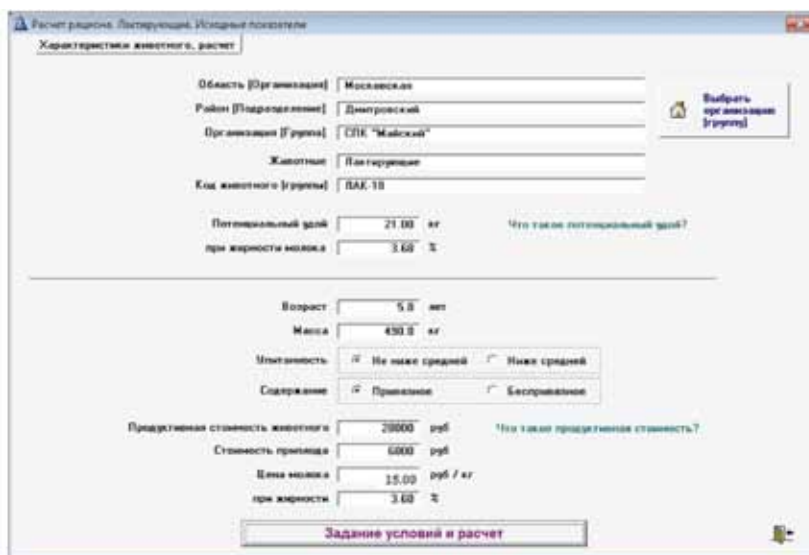 Расчет рациона. Лактирующие. Исходные показатели
Характеристики животного, расчет
Область (Организация) Московская
Район (Подразделение) Дмитровский
Организация (Группа) СПК "Майский"
Выбрать организацию (группу)
Животные Лактирующие
Код животного (группы) ЛАК-10
Потенциальный удой 21.00 кг Что такое потенциальный удой?
при жирности молока 3.60 %
Возраст 5.0 лет
Масса 490.0 кг
Упитанность Не ниже средней Ниже средней
Содержание Привязное Беспривязное
Продуктивная стоимость животного 20000 руб Что такое продуктивная стоимость?
Стоимость приплода 6000 руб
Цена молока 15.00 руб / кг
при жирности 3.60 %
Задание условий и расчет